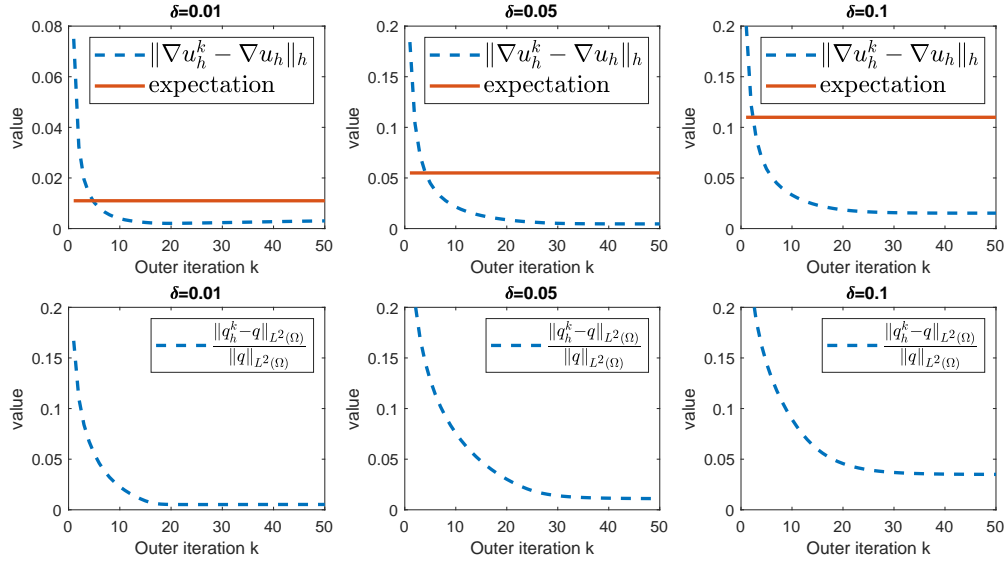 δ=0.01
0.08
0.06
0.04
0.02
0
value
‖∇u_h^k − ∇u_h‖_h
expectation
0 10 20 30 40 50
Outer iteration k
δ=0.05
0.2
0.15
0.1
0.05
0
value
‖∇u_h^k − ∇u_h‖_h
expectation
0 10 20 30 40 50
Outer iteration k
δ=0.1
0.2
0.15
0.1
0.05
0
value
‖∇u_h^k − ∇u_h‖_h
expectation
0 10 20 30 40 50
Outer iteration k
δ=0.01
0.2
0.15
0.1
0.05
0
value
‖q_h^k−q‖_{L²(Ω)}
‖q‖_{L²(Ω)}
0 10 20 30 40 50
Outer iteration k
δ=0.05
0.2
0.15
0.1
0.05
0
value
‖q_h^k−q‖_{L²(Ω)}
‖q‖_{L²(Ω)}
0 10 20 30 40 50
Outer iteration k
δ=0.1
0.2
0.15
0.1
0.05
0
value
‖q_h^k−q‖_{L²(Ω)}
‖q‖_{L²(Ω)}
0 10 20 30 40 50
Outer iteration k